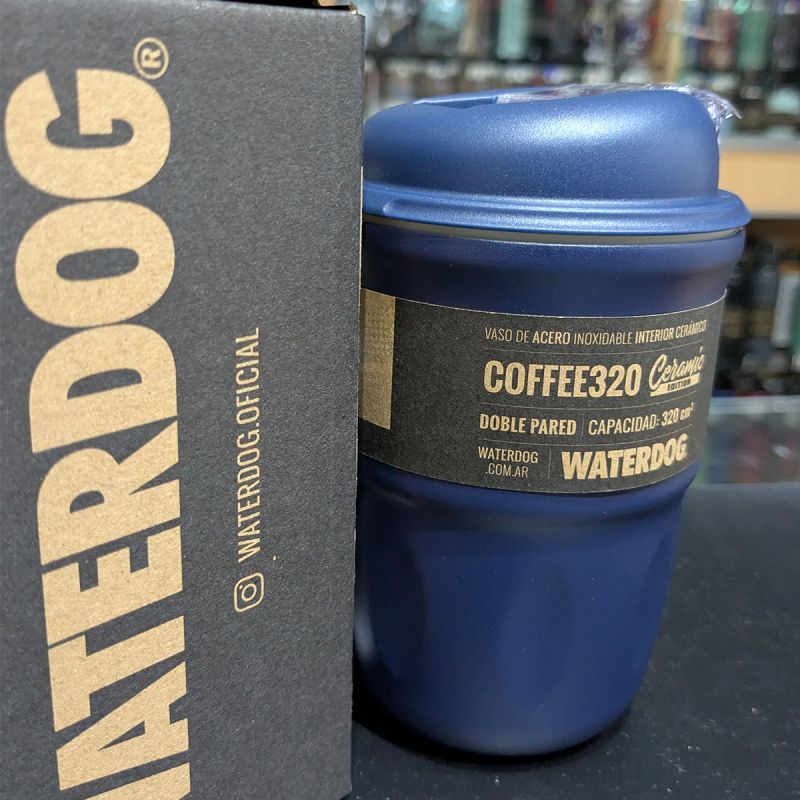 WATERDOG®
WATERDOG.OFICIAL
VASO DE ACERO INOXIDABLE INTERIOR CERÁMICO
COFFEE320 Ceramic
EDITION
DOBLE PARED CAPACIDAD: 320 cm³
WATERDOG
.COM.AR
WATERDOG